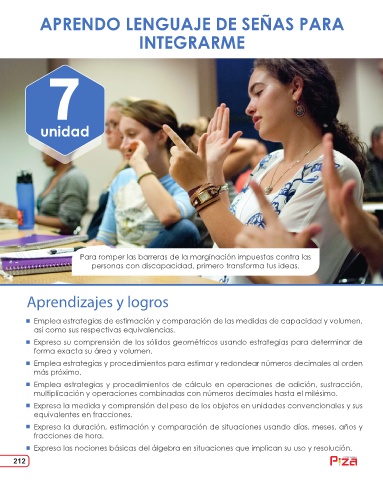 APRENDO LENGUAJE DE SEÑAS PARA
INTEGRARME
7
unidad
Para romper las barreras de la marginación impuestas contra las
personas con discapacidad, primero transforma tus ideas.
Aprendizajes y logros
Emplea estrategias de estimación y comparación de las medidas de capacidad y volumen,
así como sus respectivas equivalencias.
Expresa su comprensión de los sólidos geométricos usando estrategias para determinar de
forma exacta su área y volumen.
Emplea estrategias y procedimientos para estimar y redondear números decimales al orden
más próximo.
Emplea estrategias y procedimientos de cálculo en operaciones de adición, sustracción,
multiplicación y operaciones combinadas con números decimales hasta el milésimo.
Expresa la medida y comprensión del peso de los objetos en unidades convencionales y sus
equivalentes en fracciones.
Expresa la duración, estimación y comparación de situaciones usando días, meses, años y
fracciones de hora.
Expresa las nociones básicas del álgebra en situaciones que implican su uso y resolución.
212